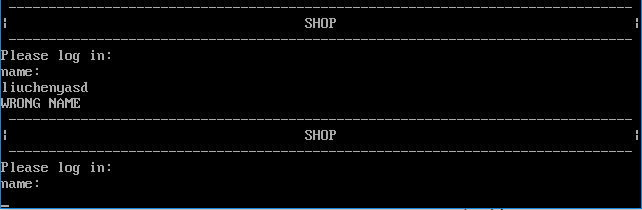 SHOP
Please log in:
name:
liuchenyasd
WRONG NAME
SHOP
Please log in:
name: